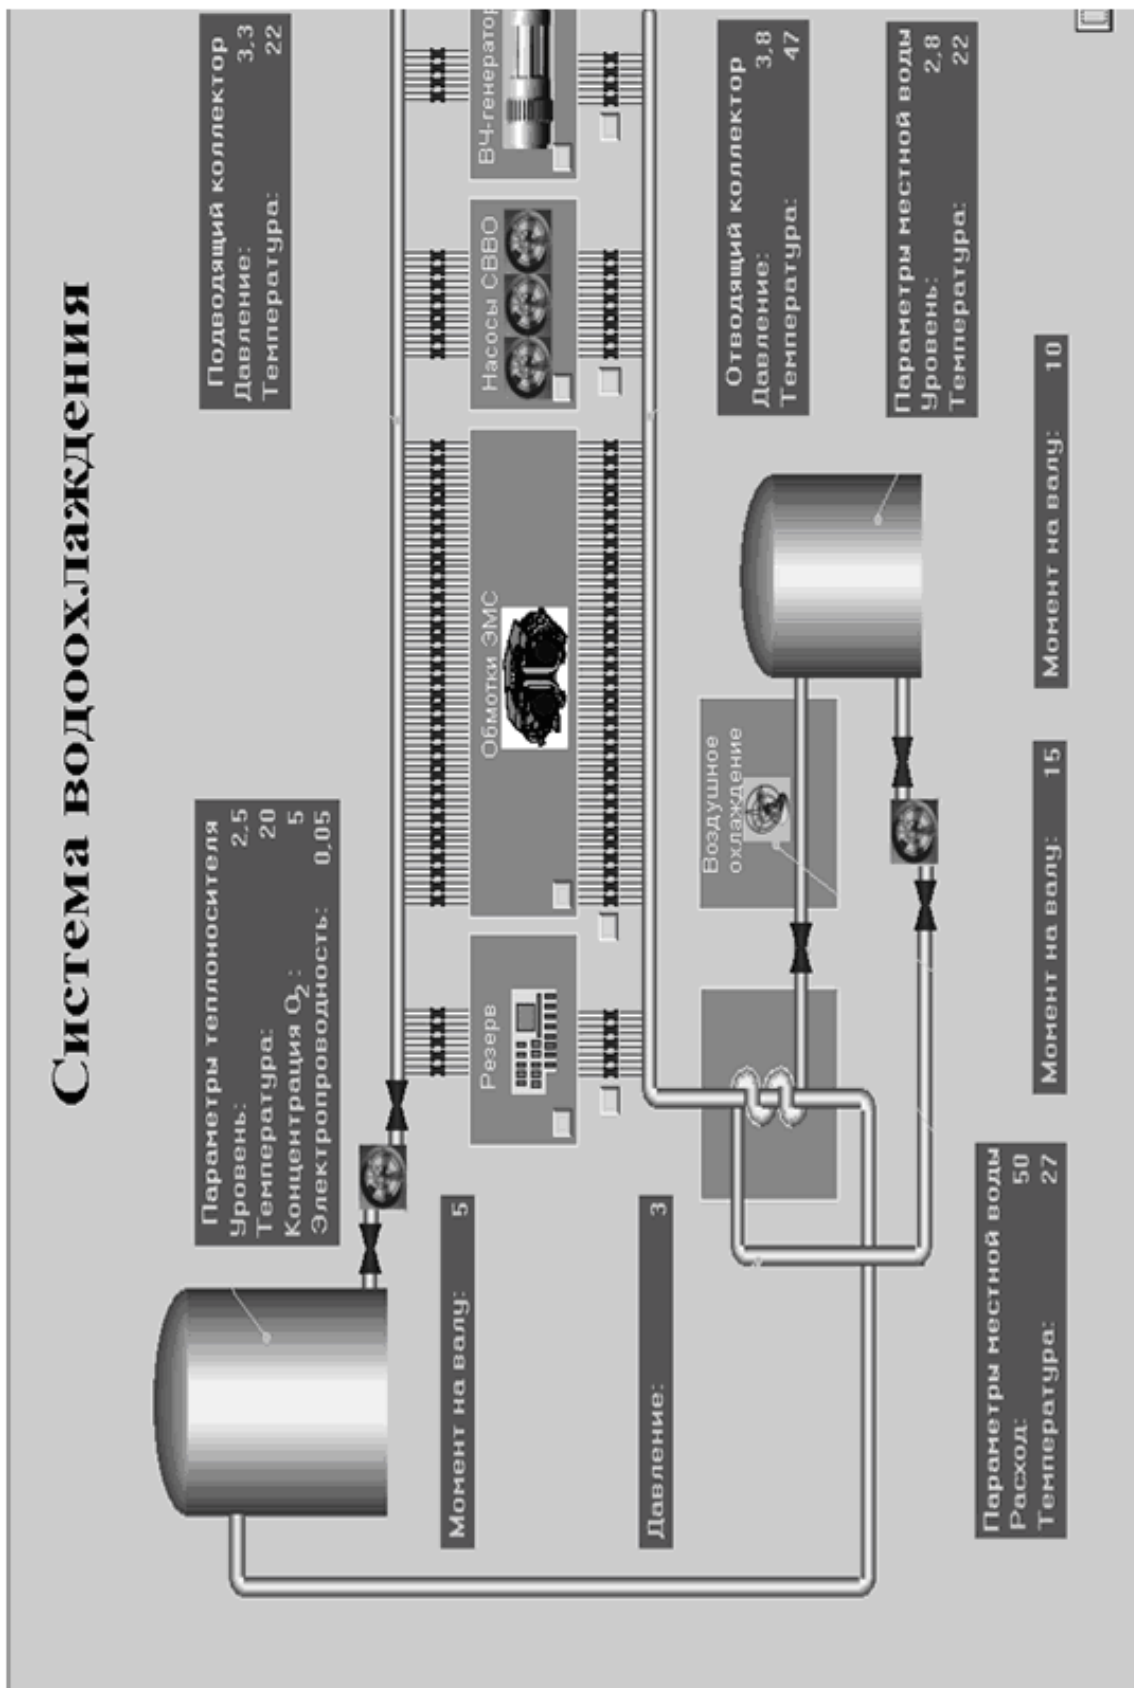 Система водоохлаждения
Параметры теплоносителя
Уровень: 2,5
Температура: 20
Концентрация O2 : 5
Электропроводность: 0,05
Подводящий коллектор
Давление: 3,3
Температура: 22
Момент на валу: 5
Резерв
Обмотки ЭМС
Насосы СВВО
ВЧ-генератор
Давление: 3
Воздушное
охлаждение
Отводящий коллектор
Давление: 3,8
Температура: 47
Параметры местной воды
Уровень: 2,8
Температура: 22
Параметры местной воды
Расход: 50
Температура: 27
Момент на валу: 15
Момент на валу: 10